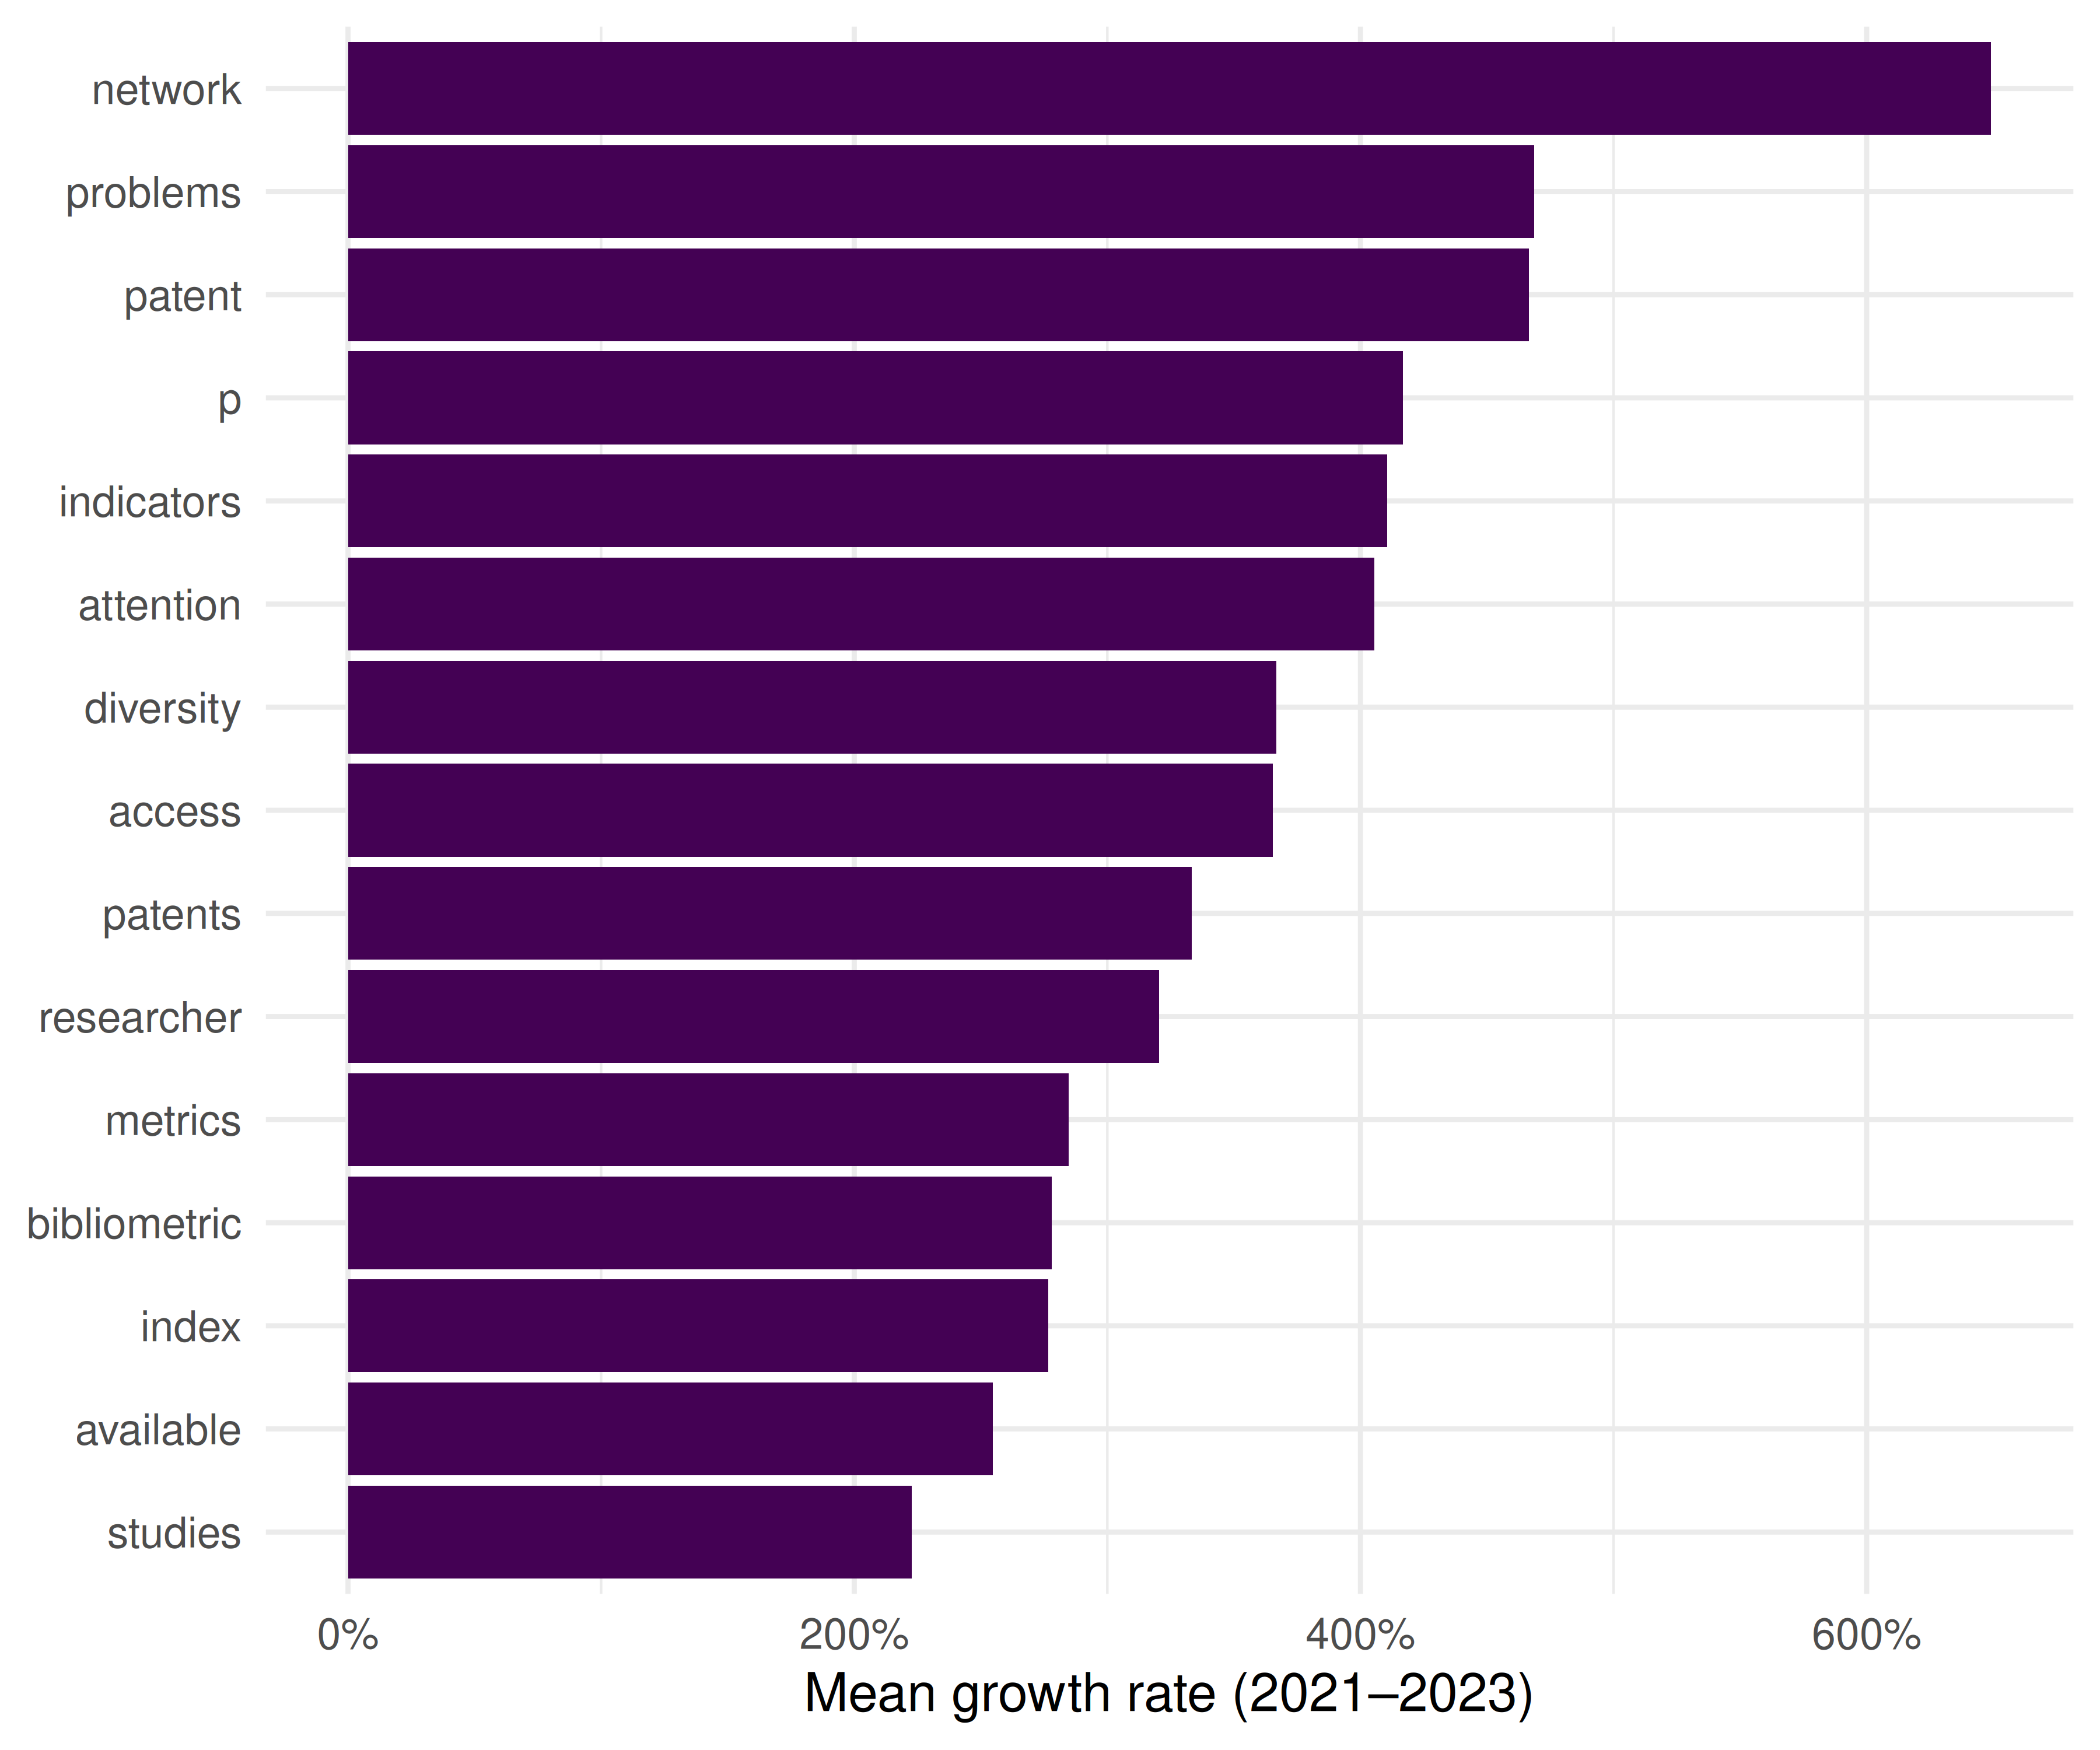 network
problems
patent
p
indicators
attention
diversity
access
patents
researcher
metrics
bibliometric
index
available
studies
0% 200% 400% 600%
Mean growth rate (2021–2023)